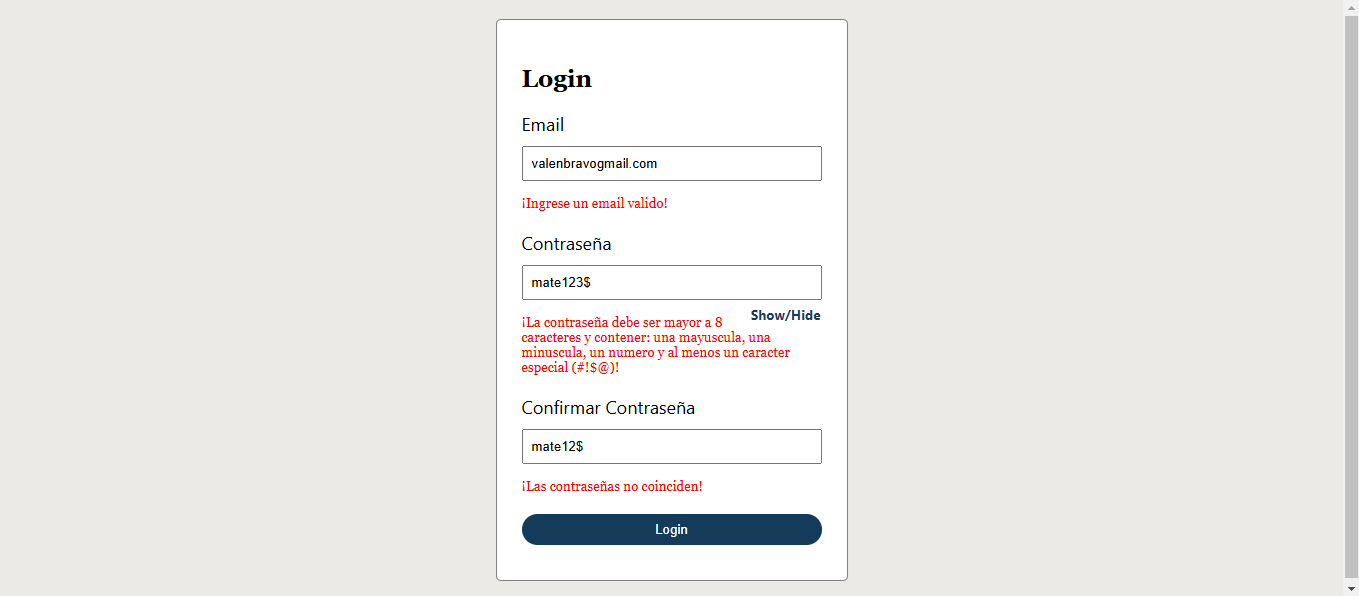 Login
Email
valenbravogmail.com
¡Ingrese un email valido!
Contraseña
mate123$
Show/Hide
¡La contraseña debe ser mayor a 8
caracteres y contener: una mayuscula, una
minuscula, un numero y al menos un caracter
especial (#!$@)!
Confirmar Contraseña
mate12$
¡Las contraseñas no coinciden!
Login